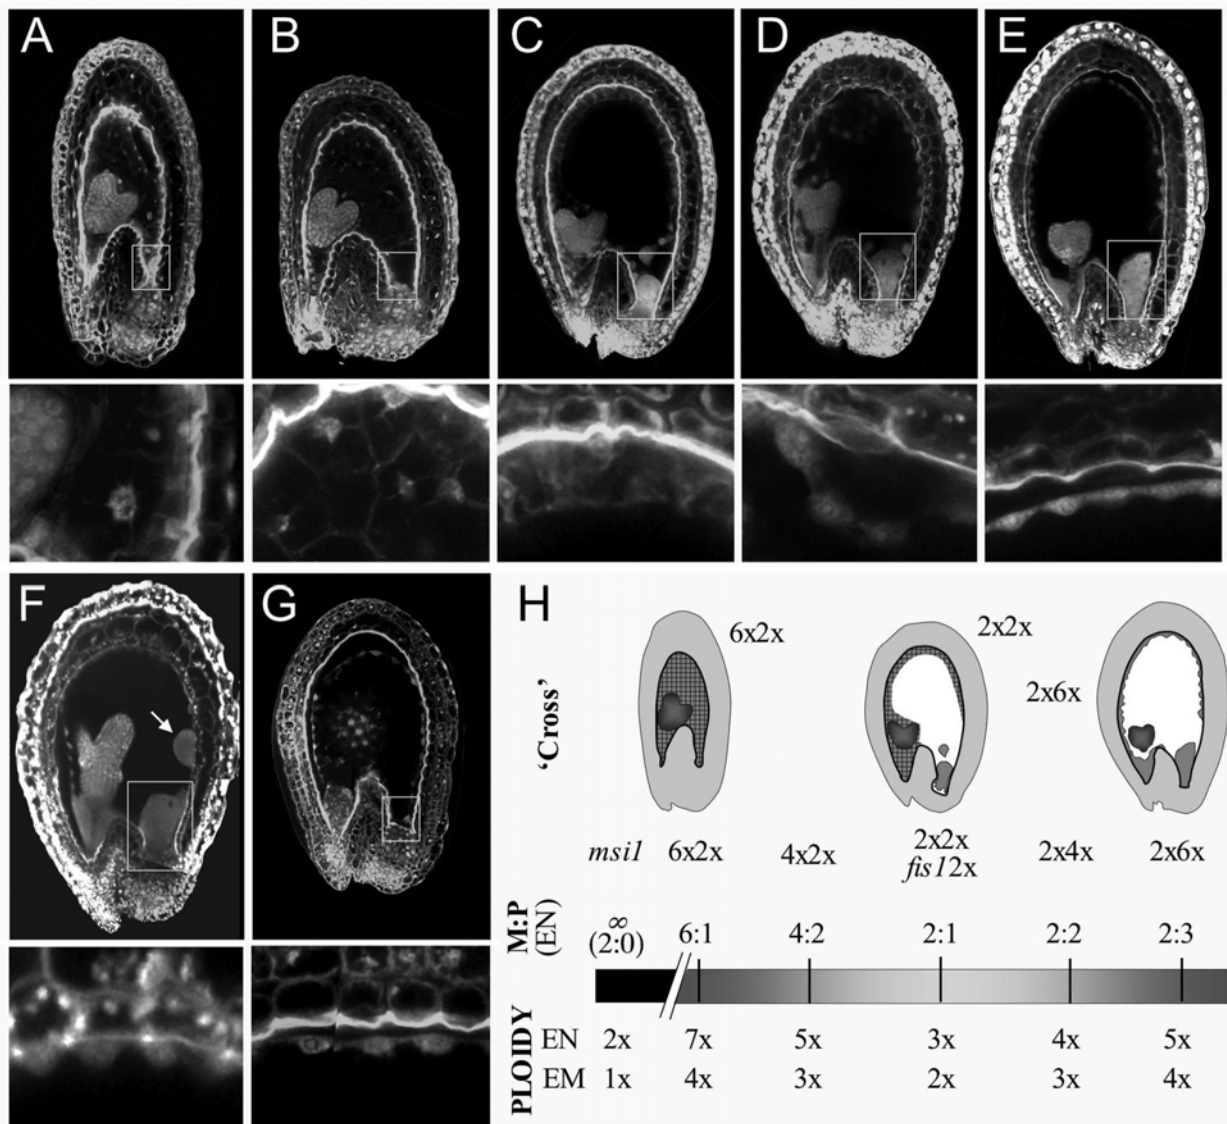 A
B
C
D
E
F
G
H
'Cross'
6x2x
2x2x
2x6x
msi1 6x2x 4x2x 2x2x 2x4x 2x6x
fis12x
M:P
(EN)
∞
(2:0) 6:1 4:2 2:1 2:2 2:3
PLOIDY
EN 2x 7x 5x 3x 4x 5x
EM 1x 4x 3x 2x 3x 4x